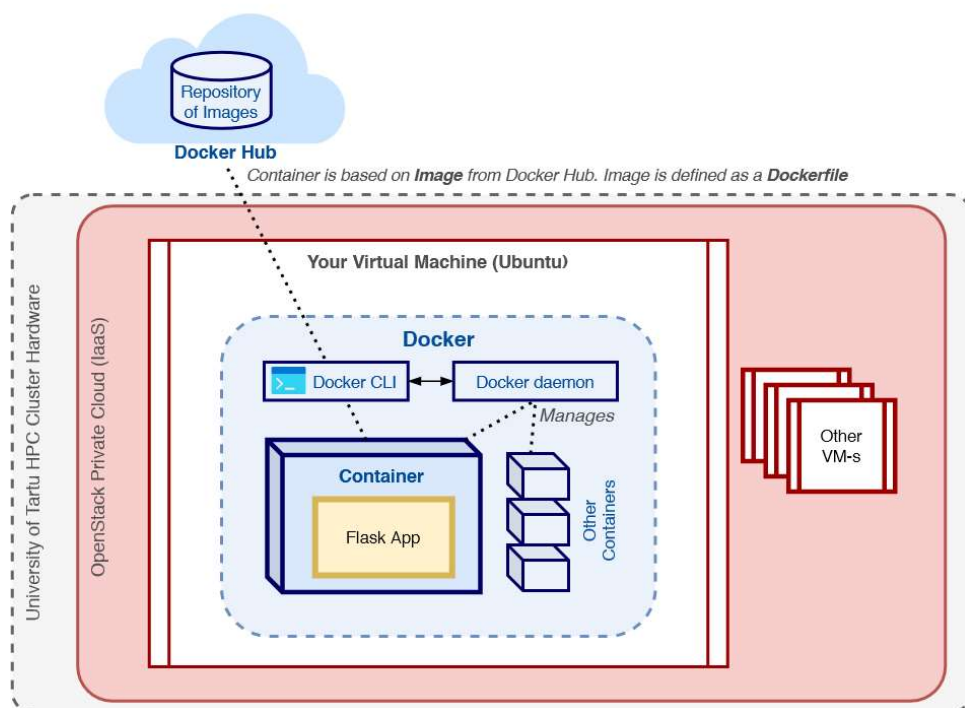 Repository
of Images
Docker Hub
Container is based on Image from Docker Hub. Image is defined as a Dockerfile
University of Tartu HPC Cluster Hardware
OpenStack Private Cloud (IaaS)
Your Virtual Machine (Ubuntu)
Docker
Docker CLI
Docker daemon
Manages
Container
Flask App
Other
Containers
Other
VM-s